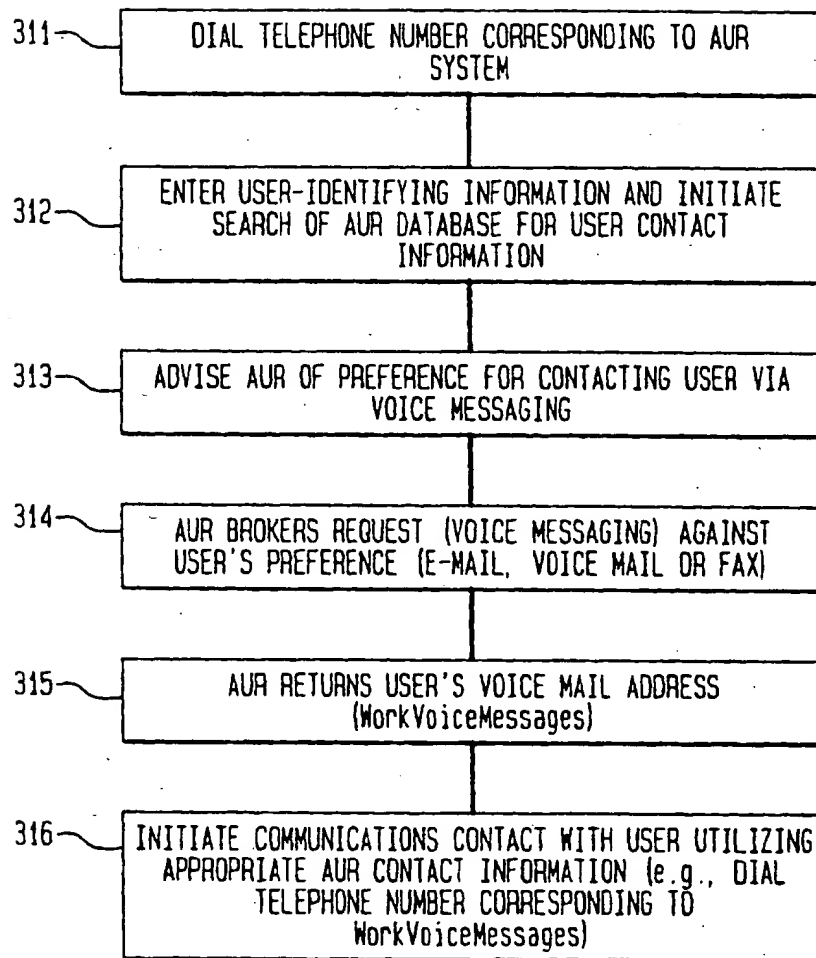 311
DIAL TELEPHONE NUMBER CORRESPONDING TO AUR
SYSTEM
312
ENTER USER-IDENTIFYING INFORMATION AND INITIATE
SEARCH OF AUR DATABASE FOR USER CONTACT
INFORMATION
313
ADVISE AUR OF PREFERENCE FOR CONTACTING USER VIA
VOICE MESSAGING
314
AUR BROKERS REQUEST (VOICE MESSAGING) AGAINST
USER'S PREFERENCE (E-MAIL, VOICE MAIL OR FAX)
315
AUR RETURNS USER'S VOICE MAIL ADDRESS
(WorkVoiceMessages)
316
INITIATE COMMUNICATIONS CONTACT WITH USER UTILIZING
APPROPRIATE AUR CONTACT INFORMATION (e.g., DIAL
TELEPHONE NUMBER CORRESPONDING TO
WorkVoiceMessages)